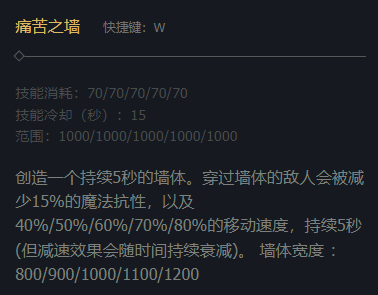 痛苦之墙 快捷键：W
技能消耗：70/70/70/70/70
技能冷却（秒）：15
范围：1000/1000/1000/1000/1000
创造一个持续5秒的墙体。穿过墙体的敌人会被减
少15%的魔法抗性，以及
40%/50%/60%/70%/80%的移动速度，持续5秒
(但减速效果会随时间持续衰减)。 墙体宽度：
800/900/1000/1100/1200